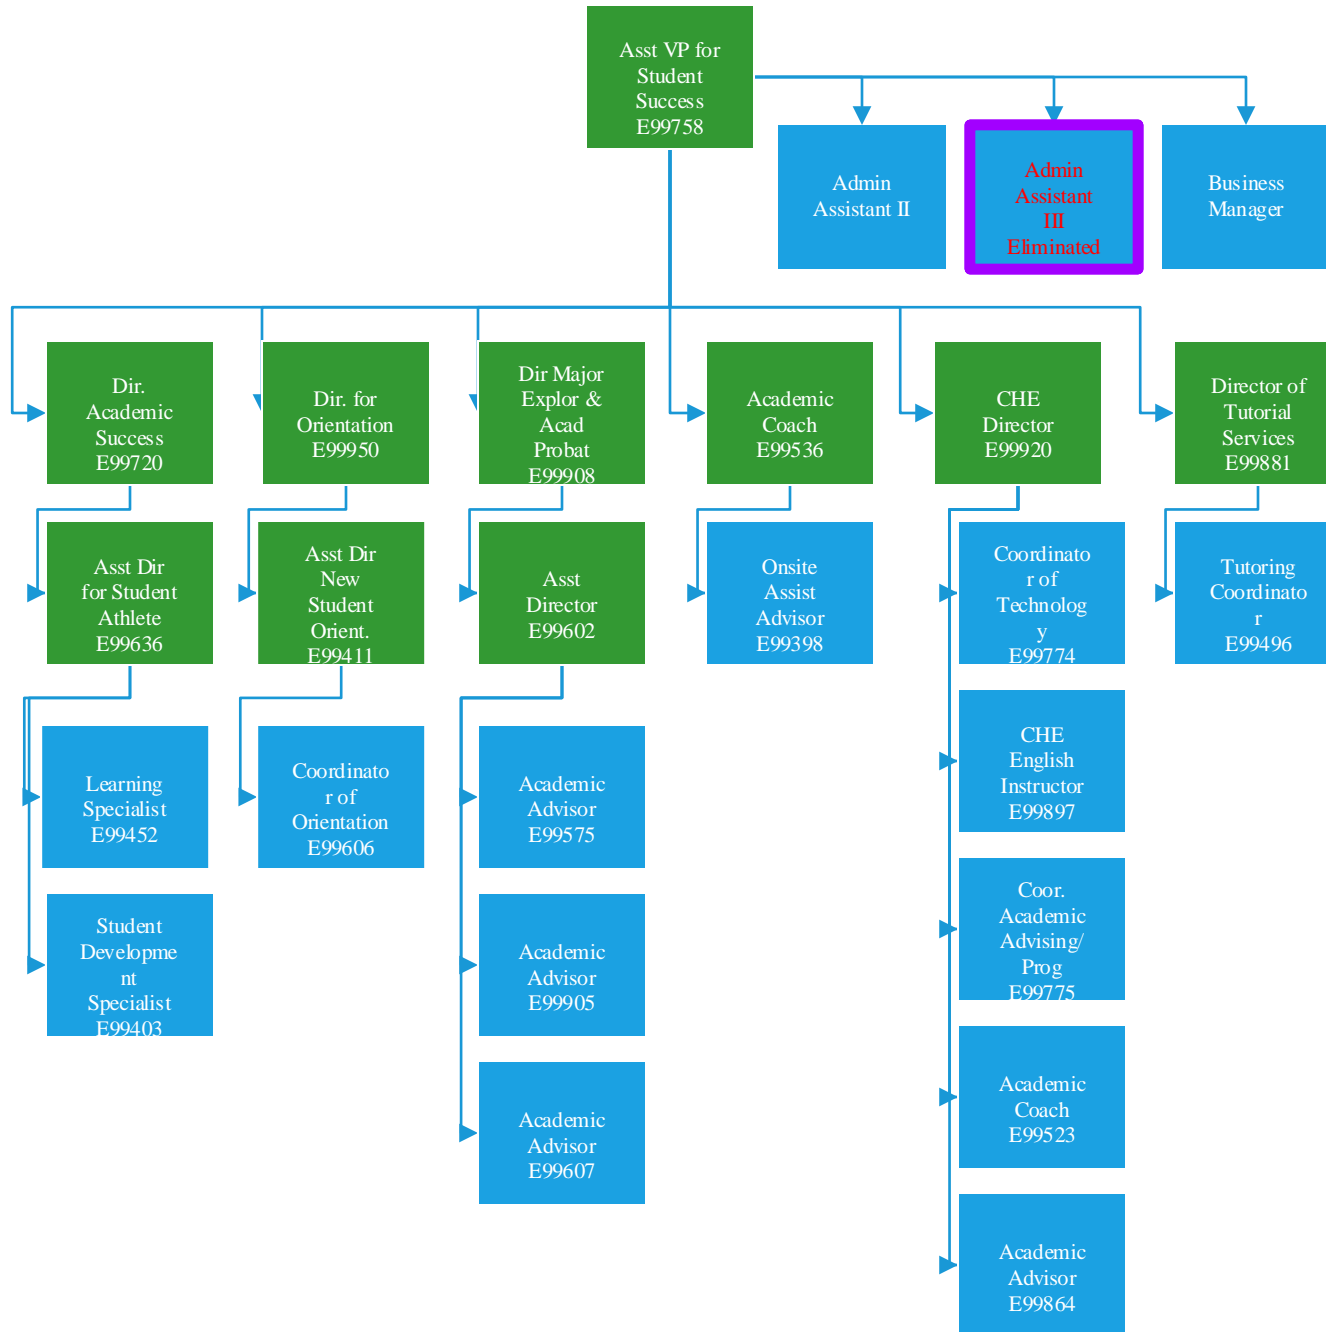 Asst VP for
Student
Success
E99758
Admin
Assistant II
Admin
Assistant
III
Eliminated
Business
Manager
Dir.
Academic
Success
E99720
Dir. for
Orientation
E99950
Dir Major
Explor &
Acad
Probat
E99908
Academic
Coach
E99536
CHE
Director
E99920
Director of
Tutorial
Services
E99881
Asst Dir
for Student
Athlete
E99636
Asst Dir
New
Student
Orient.
E99411
Asst
Director
E99602
Onsite
Assist
Advisor
E99398
Coordinato
r of
Technolog
y
E99774
Tutoring
Coordinato
r
E99496
Learning
Specialist
E99452
Coordinato
r of
Orientation
E99606
Academic
Advisor
E99575
CHE
English
Instructor
E99897
Student
Developme
nt
Specialist
E99403
Academic
Advisor
E99905
Coor.
Academic
Advising/
Prog
E99775
Academic
Advisor
E99607
Academic
Coach
E99523
Academic
Advisor
E99864